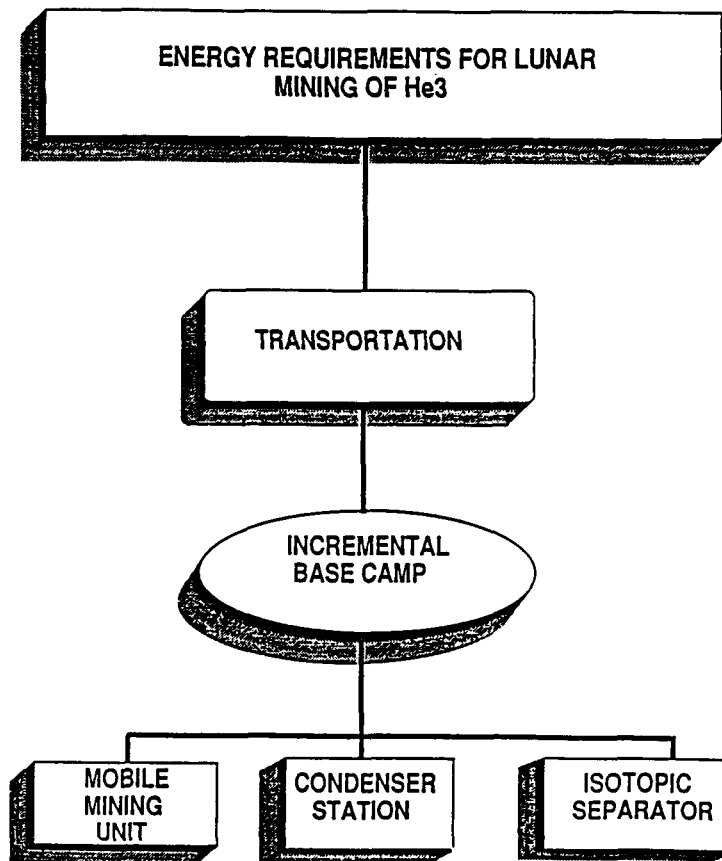 ENERGY REQUIREMENTS FOR LUNAR
MINING OF He3
TRANSPORTATION
INCREMENTAL
BASE CAMP
MOBILE
MINING
UNIT
CONDENSER
STATION
ISOTOPIC
SEPARATOR